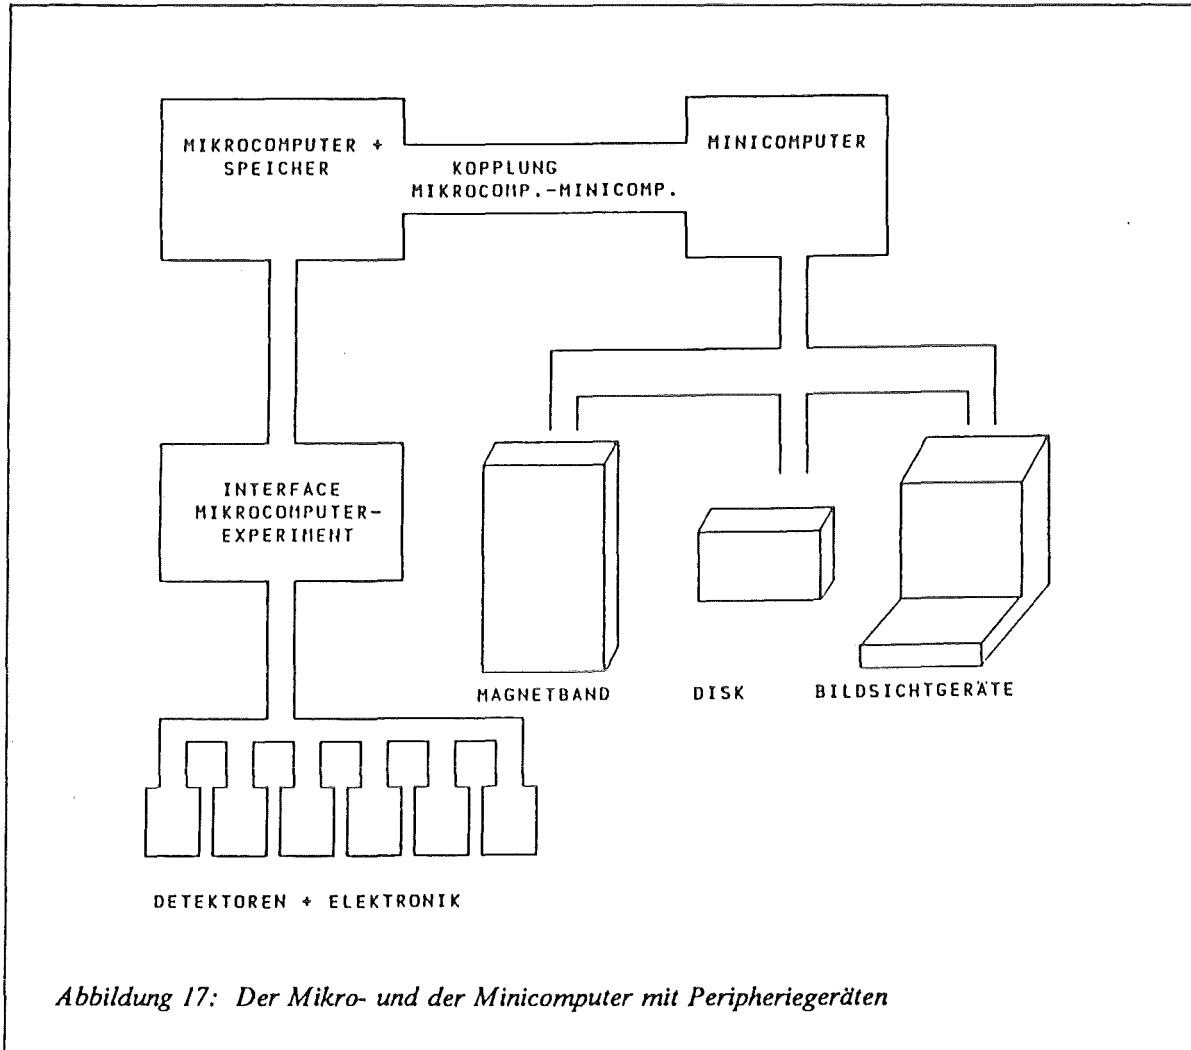 MIKROCOMPUTER +
SPEICHER
KOPPLUNG
MIKROCOMP.-MINICOMP.
MINICOMPUTER
INTERFACE
MIKROCOMPUTER-
EXPERIMENT
MAGNETBAND
DISK
BILDSICHTGERÄTE
DETEKTOREN + ELEKTRONIK
Abbildung 17: Der Mikro- und der Minicomputer mit Peripheriegeräten